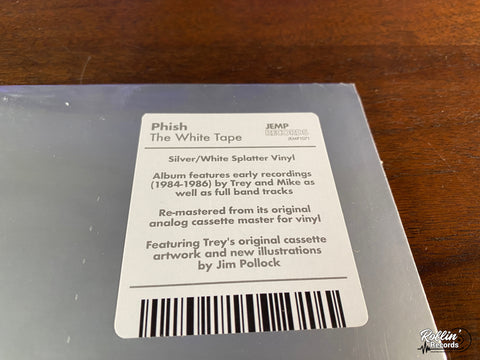 Phish
The White Tape
JEMP
RECORDS
Silver/White Splatter Vinyl
Album features early recordings
(1984-1986) by Trey and Mike as
well as full band tracks
Re-mastered from its original
analog cassette master for vinyl
Featuring Trey's original cassette
artwork and new illustrations
by Jim Pollock
Rollin'
Records